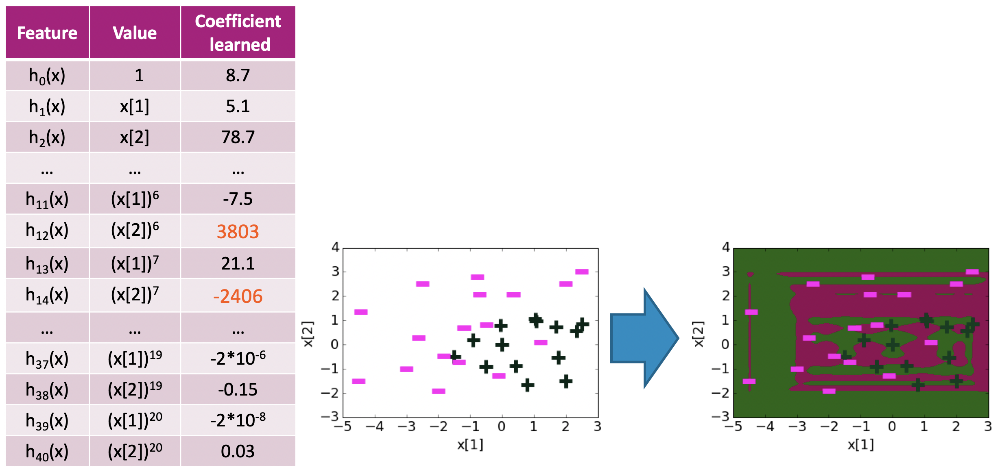 Feature Value Coefficient learned
h0(x) 1 8.7
h1(x) x[1] 5.1
h2(x) x[2] 78.7
... ... ...
h11(x) (x[1])⁶ -7.5
h12(x) (x[2])⁶ 3803
h13(x) (x[1])⁷ 21.1
h14(x) (x[2])⁷ -2406
... ... ...
h37(x) (x[1])¹⁹ -2*10⁻⁶
h38(x) (x[2])¹⁹ -0.15
h39(x) (x[1])²⁰ -2*10⁻⁸
h40(x) (x[2])²⁰ 0.03
4
3
2
1
0
−1
−2
−3
x[2]
−5 −4 −3 −2 −1 0 1 2 3
x[1]
4
3
2
1
0
−1
−2
−3
x[2]
−5 −4 −3 −2 −1 0 1 2 3
x[1]